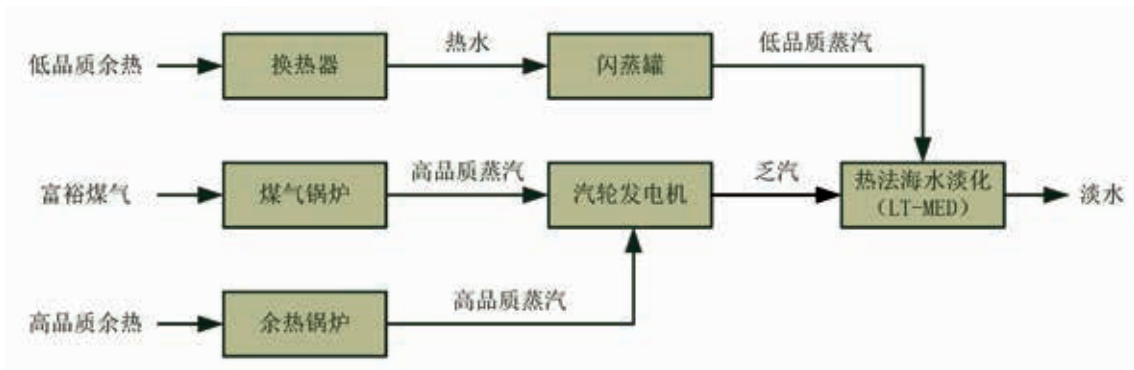 低品质余热
换热器
热水
闪蒸罐
低品质蒸汽
富裕煤气
煤气锅炉
高品质蒸汽
汽轮发电机
乏汽
热法海水淡化
（LT-MED）
淡水
高品质余热
余热锅炉
高品质蒸汽